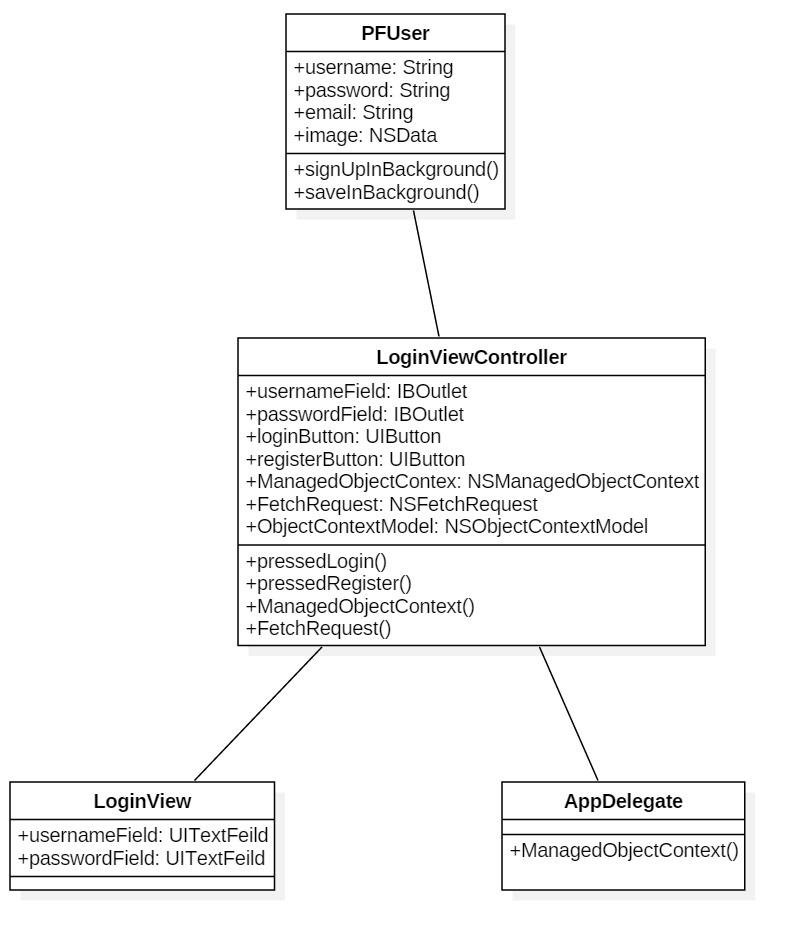 PFUser
+username: String
+password: String
+email: String
+image: NSData
+signUpInBackground()
+saveInBackground()
LoginViewController
+usernameField: IBOutlet
+passwordField: IBOutlet
+loginButton: UIButton
+registerButton: UIButton
+ManagedObjectContex: NSManagedObjectContext
+FetchRequest: NSFetchRequest
+ObjectContextModel: NSObjectContextModel
+pressedLogin()
+pressedRegister()
+ManagedObjectContext()
+FetchRequest()
LoginView
+usernameField: UITextFeild
+passwordField: UITextFeild
AppDelegate
+ManagedObjectContext()